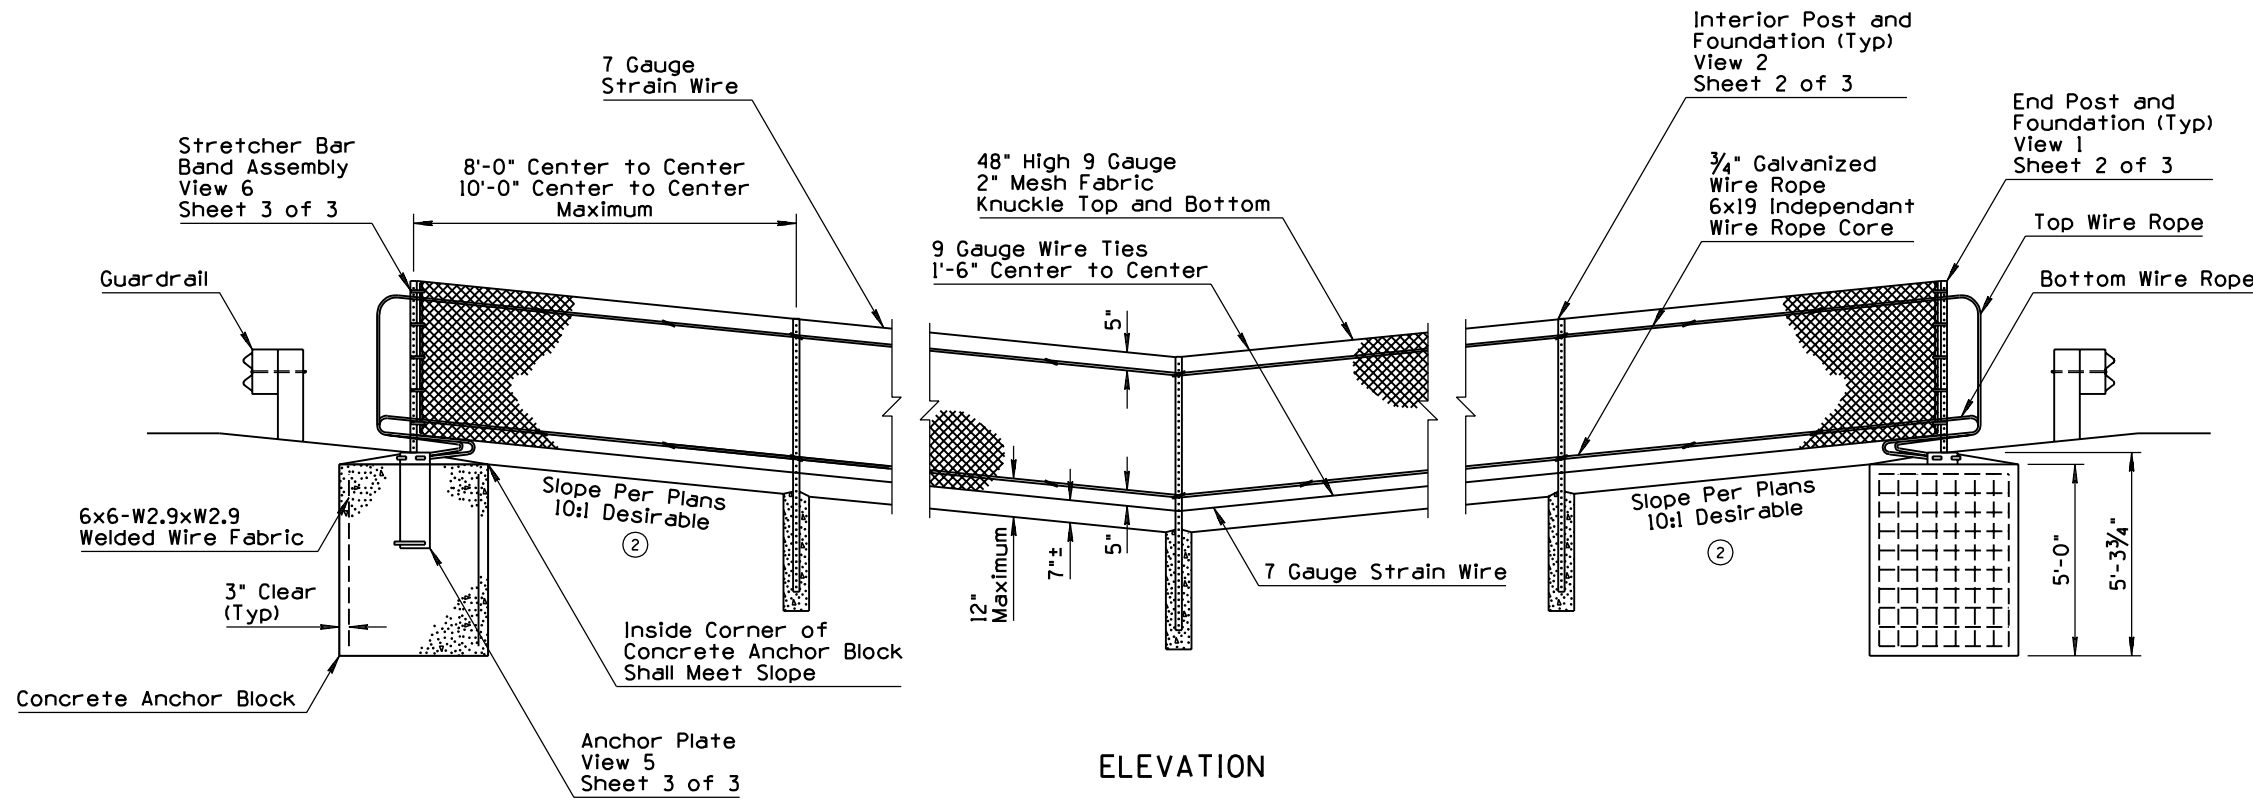 Interior Post and
Foundation (Typ)
View 2
Sheet 2 of 3
7 Gauge
Strain Wire
End Post and
Foundation (Typ)
View 1
Sheet 2 of 3
Stretcher Bar
Band Assembly
View 6
Sheet 3 of 3
8'-0" Center to Center
10'-0" Center to Center
Maximum
48" High 9 Gauge
2" Mesh Fabric
Knuckle Top and Bottom
3/4" Galvanized
Wire Rope
6x19 Independant
Wire Rope Core
Top Wire Rope
9 Gauge Wire Ties
1'-6" Center to Center
Guardrail
Bottom Wire Rope
5"
Slope Per Plans
10:1 Desirable
2
Slope Per Plans
10:1 Desirable
2
6x6-W2.9xW2.9
Welded Wire Fabric
12"
Maximum
7"±
5"
7 Gauge Strain Wire
5'-0"
5'-3 3/4"
3" Clear
(Typ)
Inside Corner of
Concrete Anchor Block
Shall Meet Slope
Concrete Anchor Block
Anchor Plate
View 5
Sheet 3 of 3
ELEVATION